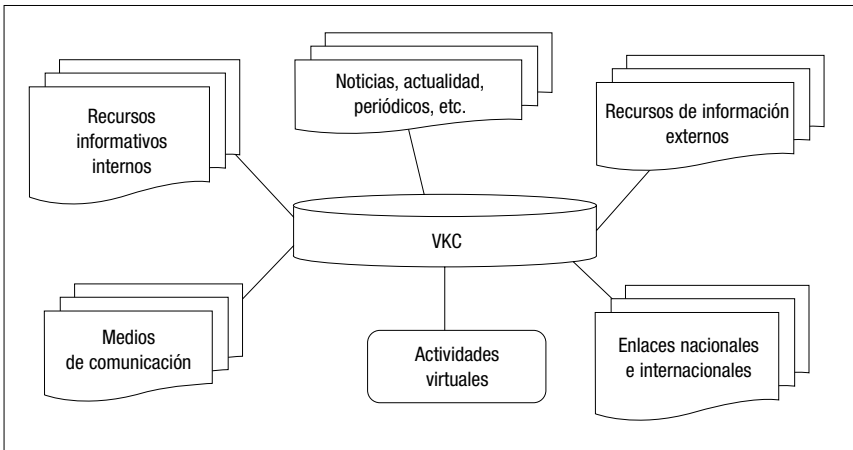 Recursos
informativos
internos
Noticias, actualidad,
periódicos, etc.
Recursos de información
externos
VKC
Medios
de comunicación
Actividades
virtuales
Enlaces nacionales
e internacionales